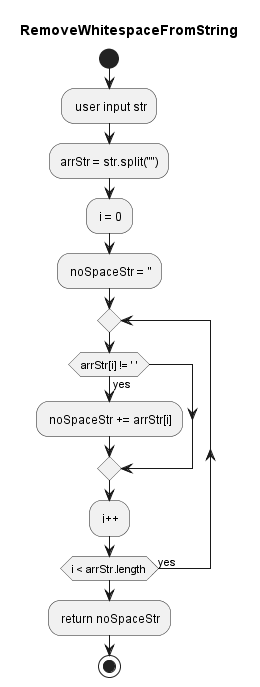 RemoveWhitespaceFromString
user input str
arrStr = str.split("")
i = 0
noSpaceStr = ''
arrStr[i] != ' '
yes
noSpaceStr += arrStr[i]
i++
i < arrStr.length
yes
return noSpaceStr